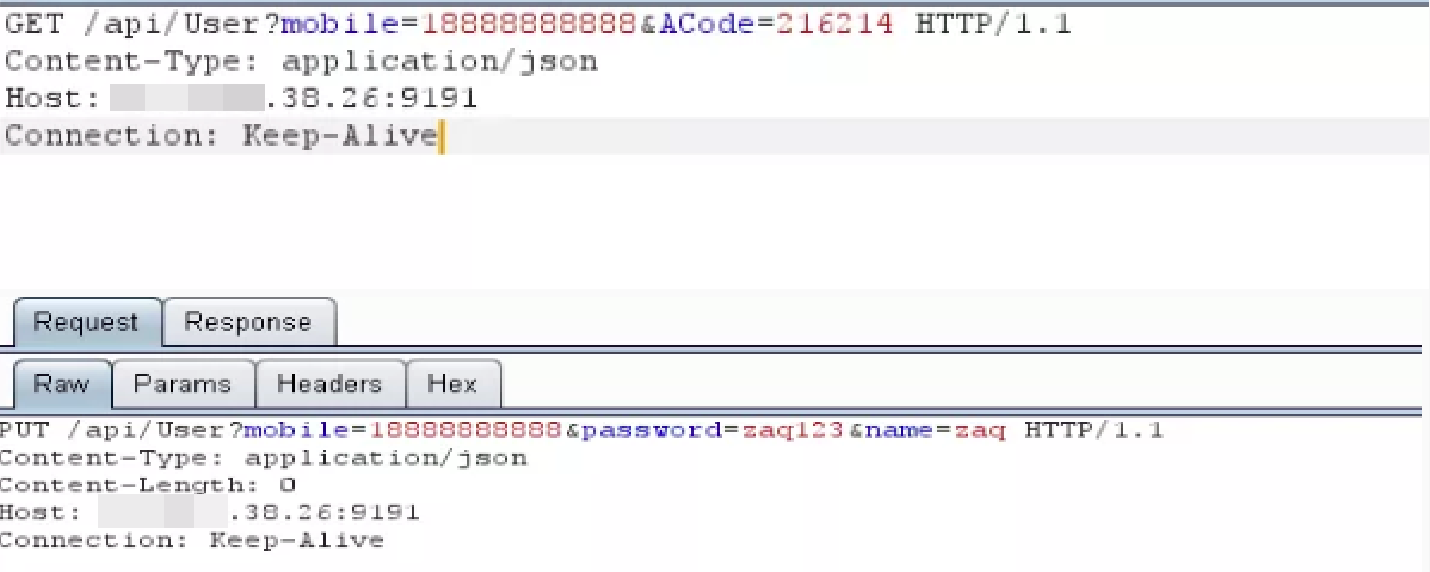 GET /api/User?mobile=18888888888&ACode=216214 HTTP/1.1
Content-Type: application/json
Host: .38.26:9191
Connection: Keep-Alive
Request Response
Raw Params Headers Hex
PUT /api/User?mobile=18888888888&password=zaq123&name=zaq HTTP/1.1
Content-Type: application/json
Content-Length: 0
Host: .38.26:9191
Connection: Keep-Alive